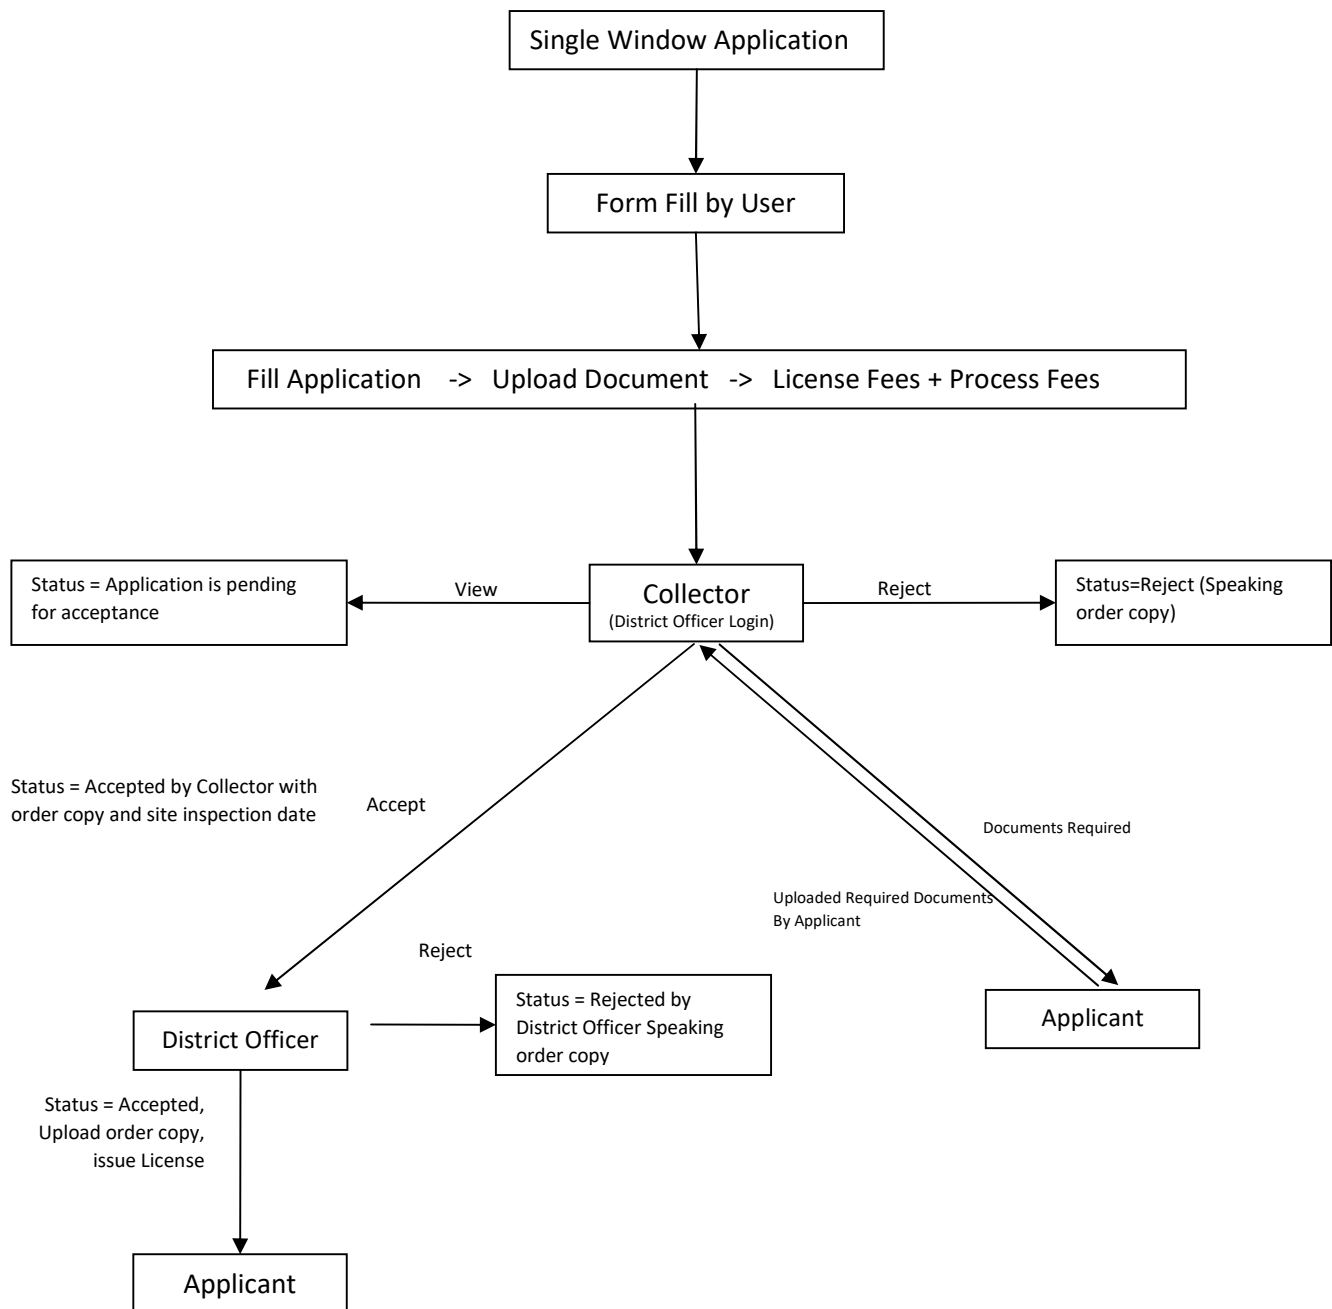 Single Window Application
Form Fill by User
Fill Application -> Upload Document -> License Fees + Process Fees
Status = Application is pending
for acceptance
View
Collector
(District Officer Login)
Reject
Status=Reject (Speaking
order copy)
Status = Accepted by Collector with
order copy and site inspection date
Accept
Documents Required
Uploaded Required Documents
By Applicant
Reject
District Officer
Status = Rejected by
District Officer Speaking
order copy
Applicant
Status = Accepted,
Upload order copy,
issue License
Applicant